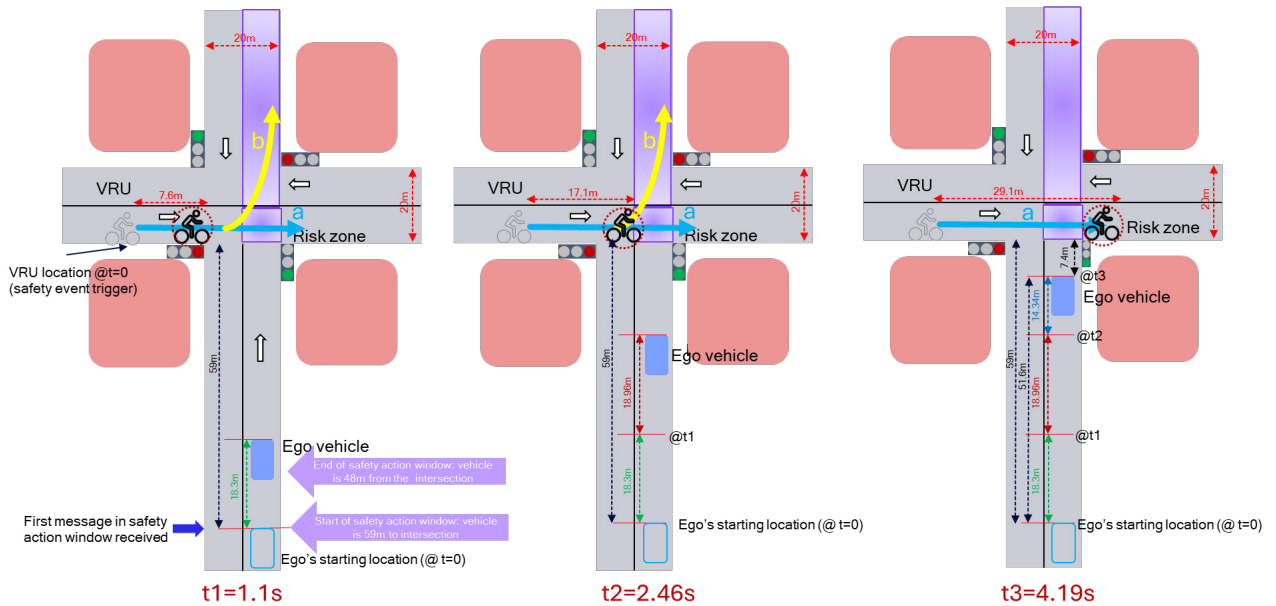 20m
b
VRU
7.6m
a
20m
Risk zone
VRU location @t=0
(safety event trigger)
59m
Ego vehicle
End of safety action window: vehicle
is 48m from the intersection
18.3m
First message in safety
action window received
Start of safety action window: vehicle
is 59m to intersection
Ego's starting location (@ t=0)
t1=1.1s
20m
b
VRU
17.1m
a
20m
Risk zone
59m
Ego vehicle
18.96m
@t1
18.3m
Ego's starting location (@ t=0)
t2=2.46s
20m
VRU
29.1m
a
20m
Risk zone
7.4m
@t3
Ego vehicle
14.34m
@t2
59m
51.6m
18.96m
@t1
18.3m
Ego's starting location (@ t=0)
t3=4.19s